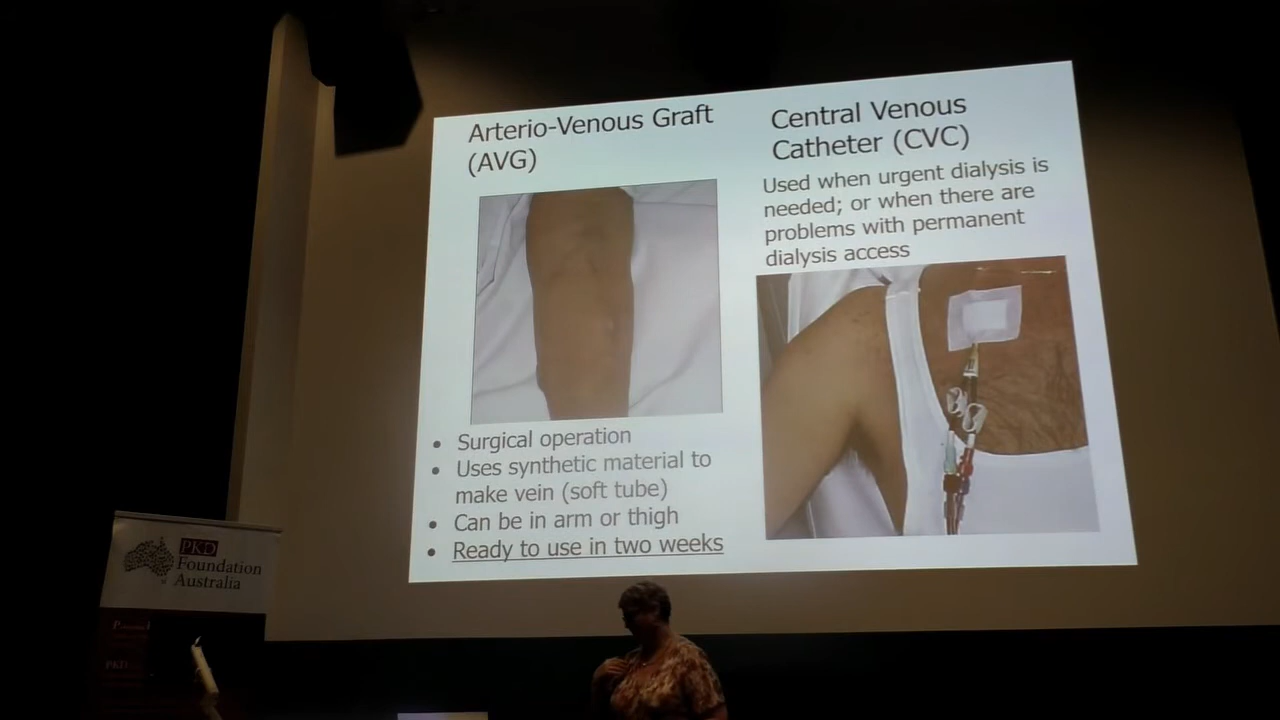 Arterio-Venous Graft
(AVG)
• Surgical operation
• Uses synthetic material to
make vein (soft tube)
• Can be in arm or thigh
• Ready to use in two weeks
Central Venous
Catheter (CVC)
Used when urgent dialysis is
needed; or when there are
problems with permanent
dialysis access
PKD
Foundation
Australia